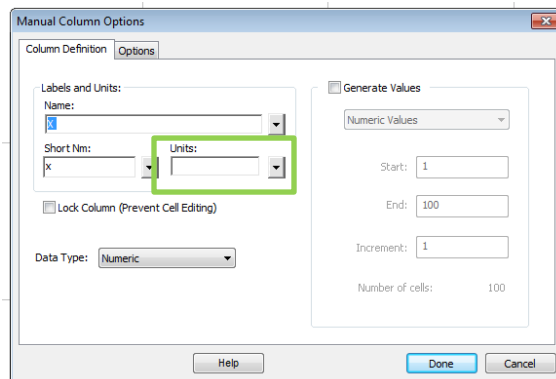 Manual Column Options
Column Definition Options
Labels and Units:
Name:
X
Short Nm: Units:
x
Lock Column (Prevent Cell Editing)
Data Type: Numeric
Generate Values
Numeric Values
Start: 1
End: 100
Increment: 1
Number of cells: 100
Help Done Cancel